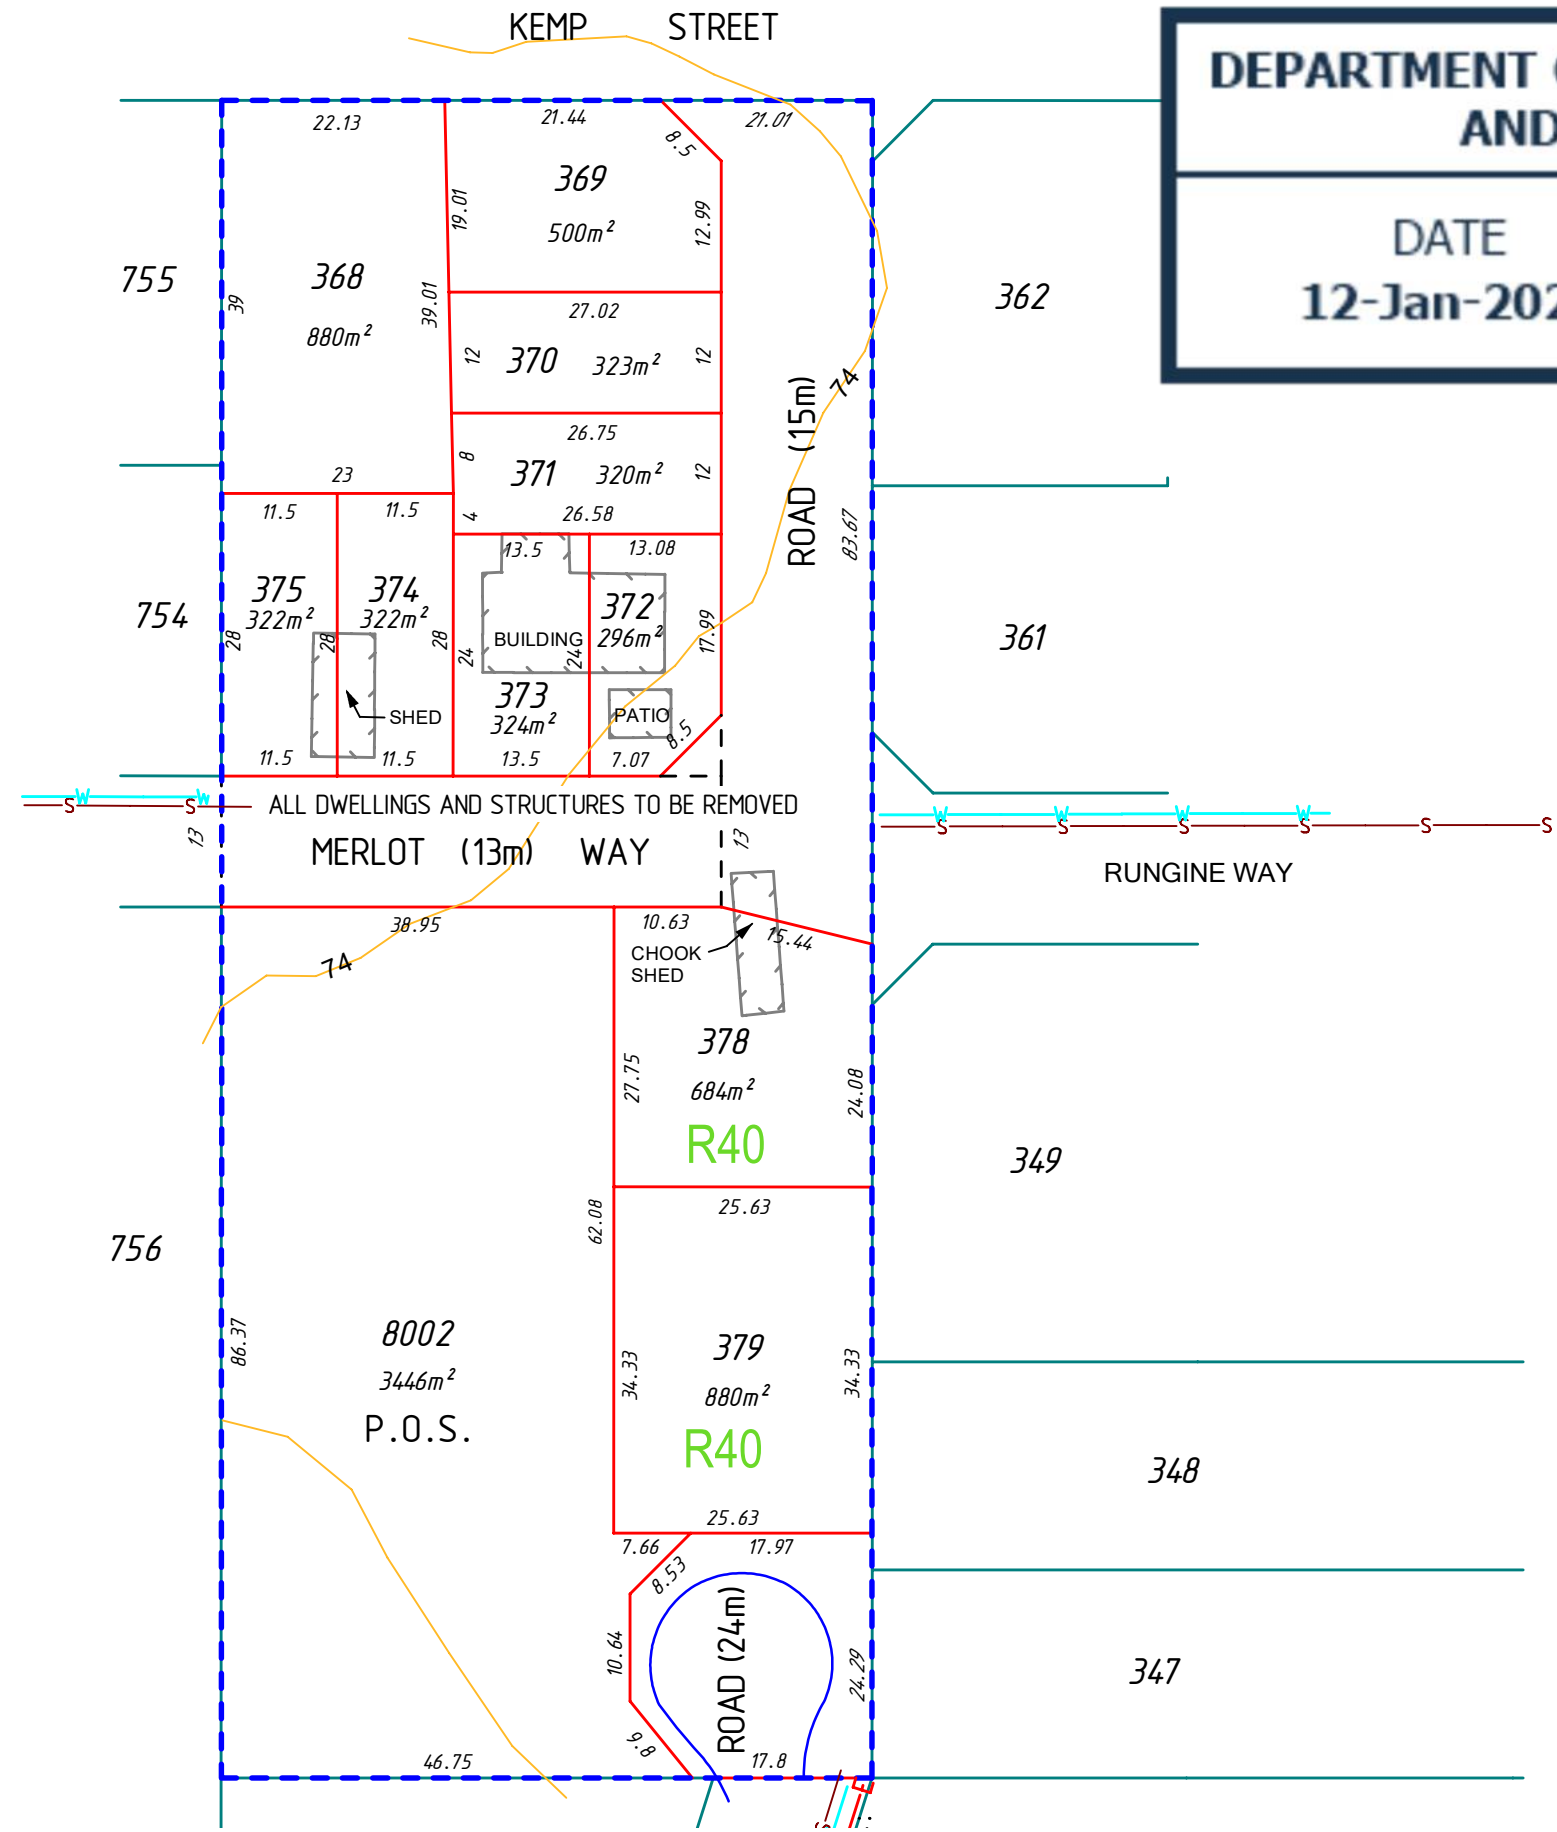 KEMP STREET
DEPARTMENT
AND
DATE
12-Jan-202
22.13
21.44
8.5
21.01
369
500m²
19.01
12.99
755
39
368
880m²
39.01
362
27.02
12
370
323m²
12
ROAD (15m)
74
26.75
8
371
320m²
12
23
11.5
11.5
4
26.58
83.67
13.5
13.08
754
375
322m²
374
322m²
372
296m²
BUILDING
28
28
28
24
24
17.99
361
373
324m²
SHED
PATIO
8.5
11.5
11.5
13.5
7.07
W
W
S
S
ALL DWELLINGS AND STRUCTURES TO BE REMOVED
W
W
W
W
S
S
S
S
S
S
13
MERLOT (13m) WAY
13
RUNGINE WAY
38.95
10.63
15.44
CHOOK
SHED
74
378
684m²
R40
27.75
24.08
349
25.63
62.08
756
8002
3446m²
P.O.S.
86.37
379
880m²
R40
34.33
34.33
348
25.63
7.66
17.97
8.53
ROAD (24m)
10.64
24.29
347
9.8
46.75
17.8
E
S